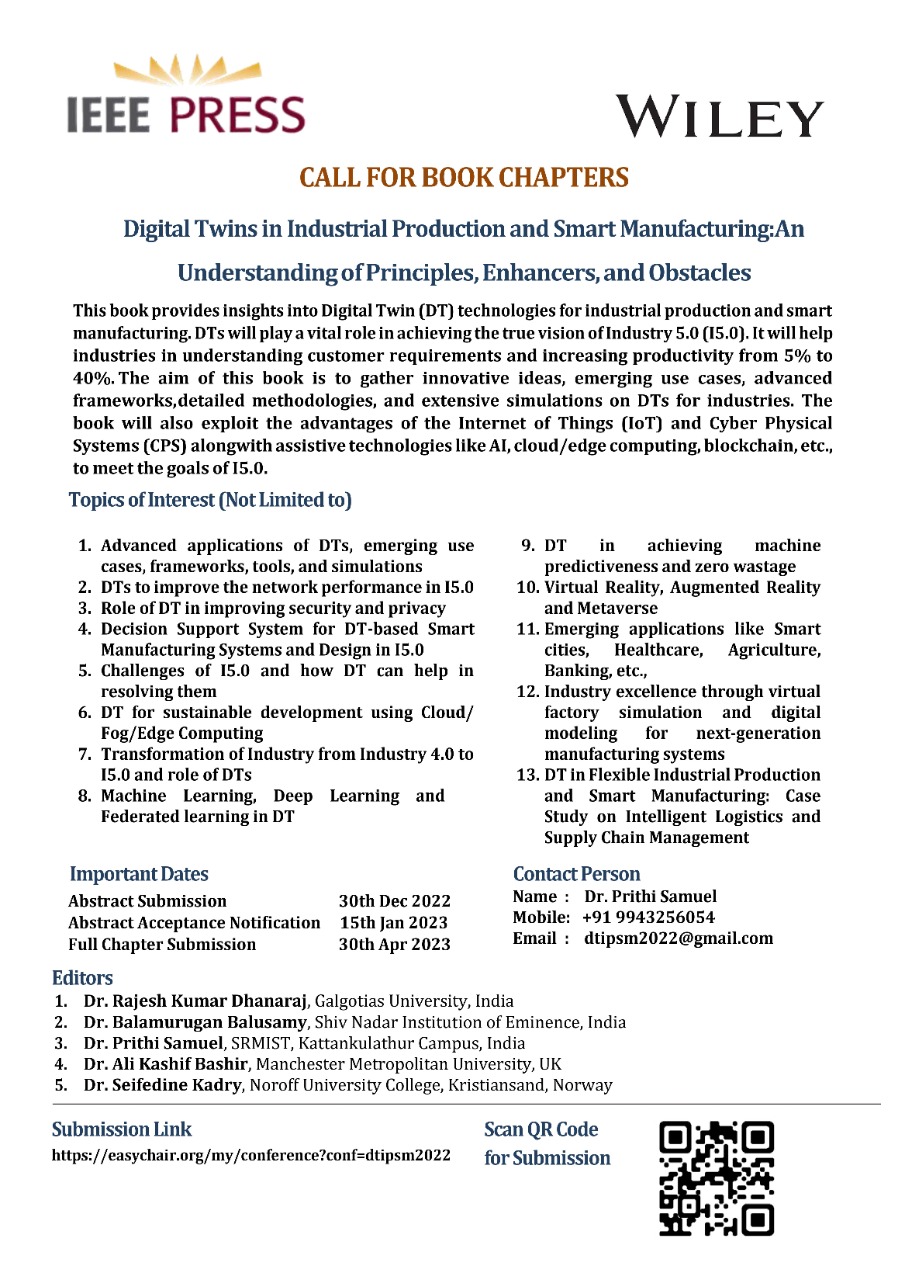 IEEE PRESS
WILEY
CALL FOR BOOK CHAPTERS
Digital Twins in Industrial Production and Smart Manufacturing:An
Understanding of Principles, Enhancers, and Obstacles
This book provides insights into Digital Twin (DT) technologies for industrial production and smart
manufacturing. DTs will play a vital role in achieving the true vision of Industry 5.0 (I5.0). It will help
industries in understanding customer requirements and increasing productivity from 5% to
40%. The aim of this book is to gather innovative ideas, emerging use cases, advanced
frameworks,detailed methodologies, and extensive simulations on DTs for industries. The
book will also exploit the advantages of the Internet of Things (IoT) and Cyber Physical
Systems (CPS) alongwith assistive technologies like AI, cloud/edge computing, blockchain, etc.,
to meet the goals of I5.0.
Topics of Interest (Not Limited to)
1. Advanced applications of DTs, emerging use
cases, frameworks, tools, and simulations
2. DTs to improve the network performance in I5.0
3. Role of DT in improving security and privacy
4. Decision Support System for DT-based Smart
Manufacturing Systems and Design in I5.0
5. Challenges of I5.0 and how DT can help in
resolving them
6. DT for sustainable development using Cloud/
Fog/Edge Computing
7. Transformation of Industry from Industry 4.0 to
I5.0 and role of DTs
8. Machine Learning, Deep Learning and
Federated learning in DT
9. DT in achieving machine
predictiveness and zero wastage
10. Virtual Reality, Augmented Reality
and Metaverse
11. Emerging applications like Smart
cities, Healthcare, Agriculture,
Banking, etc.,
12. Industry excellence through virtual
factory simulation and digital
modeling for next-generation
manufacturing systems
13. DT in Flexible Industrial Production
and Smart Manufacturing: Case
Study on Intelligent Logistics and
Supply Chain Management
Important Dates
Abstract Submission 30th Dec 2022
Abstract Acceptance Notification 15th Jan 2023
Full Chapter Submission 30th Apr 2023
Contact Person
Name : Dr. Prithi Samuel
Mobile: +91 9943256054
Email : dtipsm2022@gmail.com
Editors
1. Dr. Rajesh Kumar Dhanaraj, Galgotias University, India
2. Dr. Balamurugan Balusamy, Shiv Nadar Institution of Eminence, India
3. Dr. Prithi Samuel, SRMIST, Kattankulathur Campus, India
4. Dr. Ali Kashif Bashir, Manchester Metropolitan University, UK
5. Dr. Seifedine Kadry, Noroff University College, Kristiansand, Norway
Submission Link
https://easychair.org/my/conference?conf=dtipsm2022
Scan QR Code
for Submission